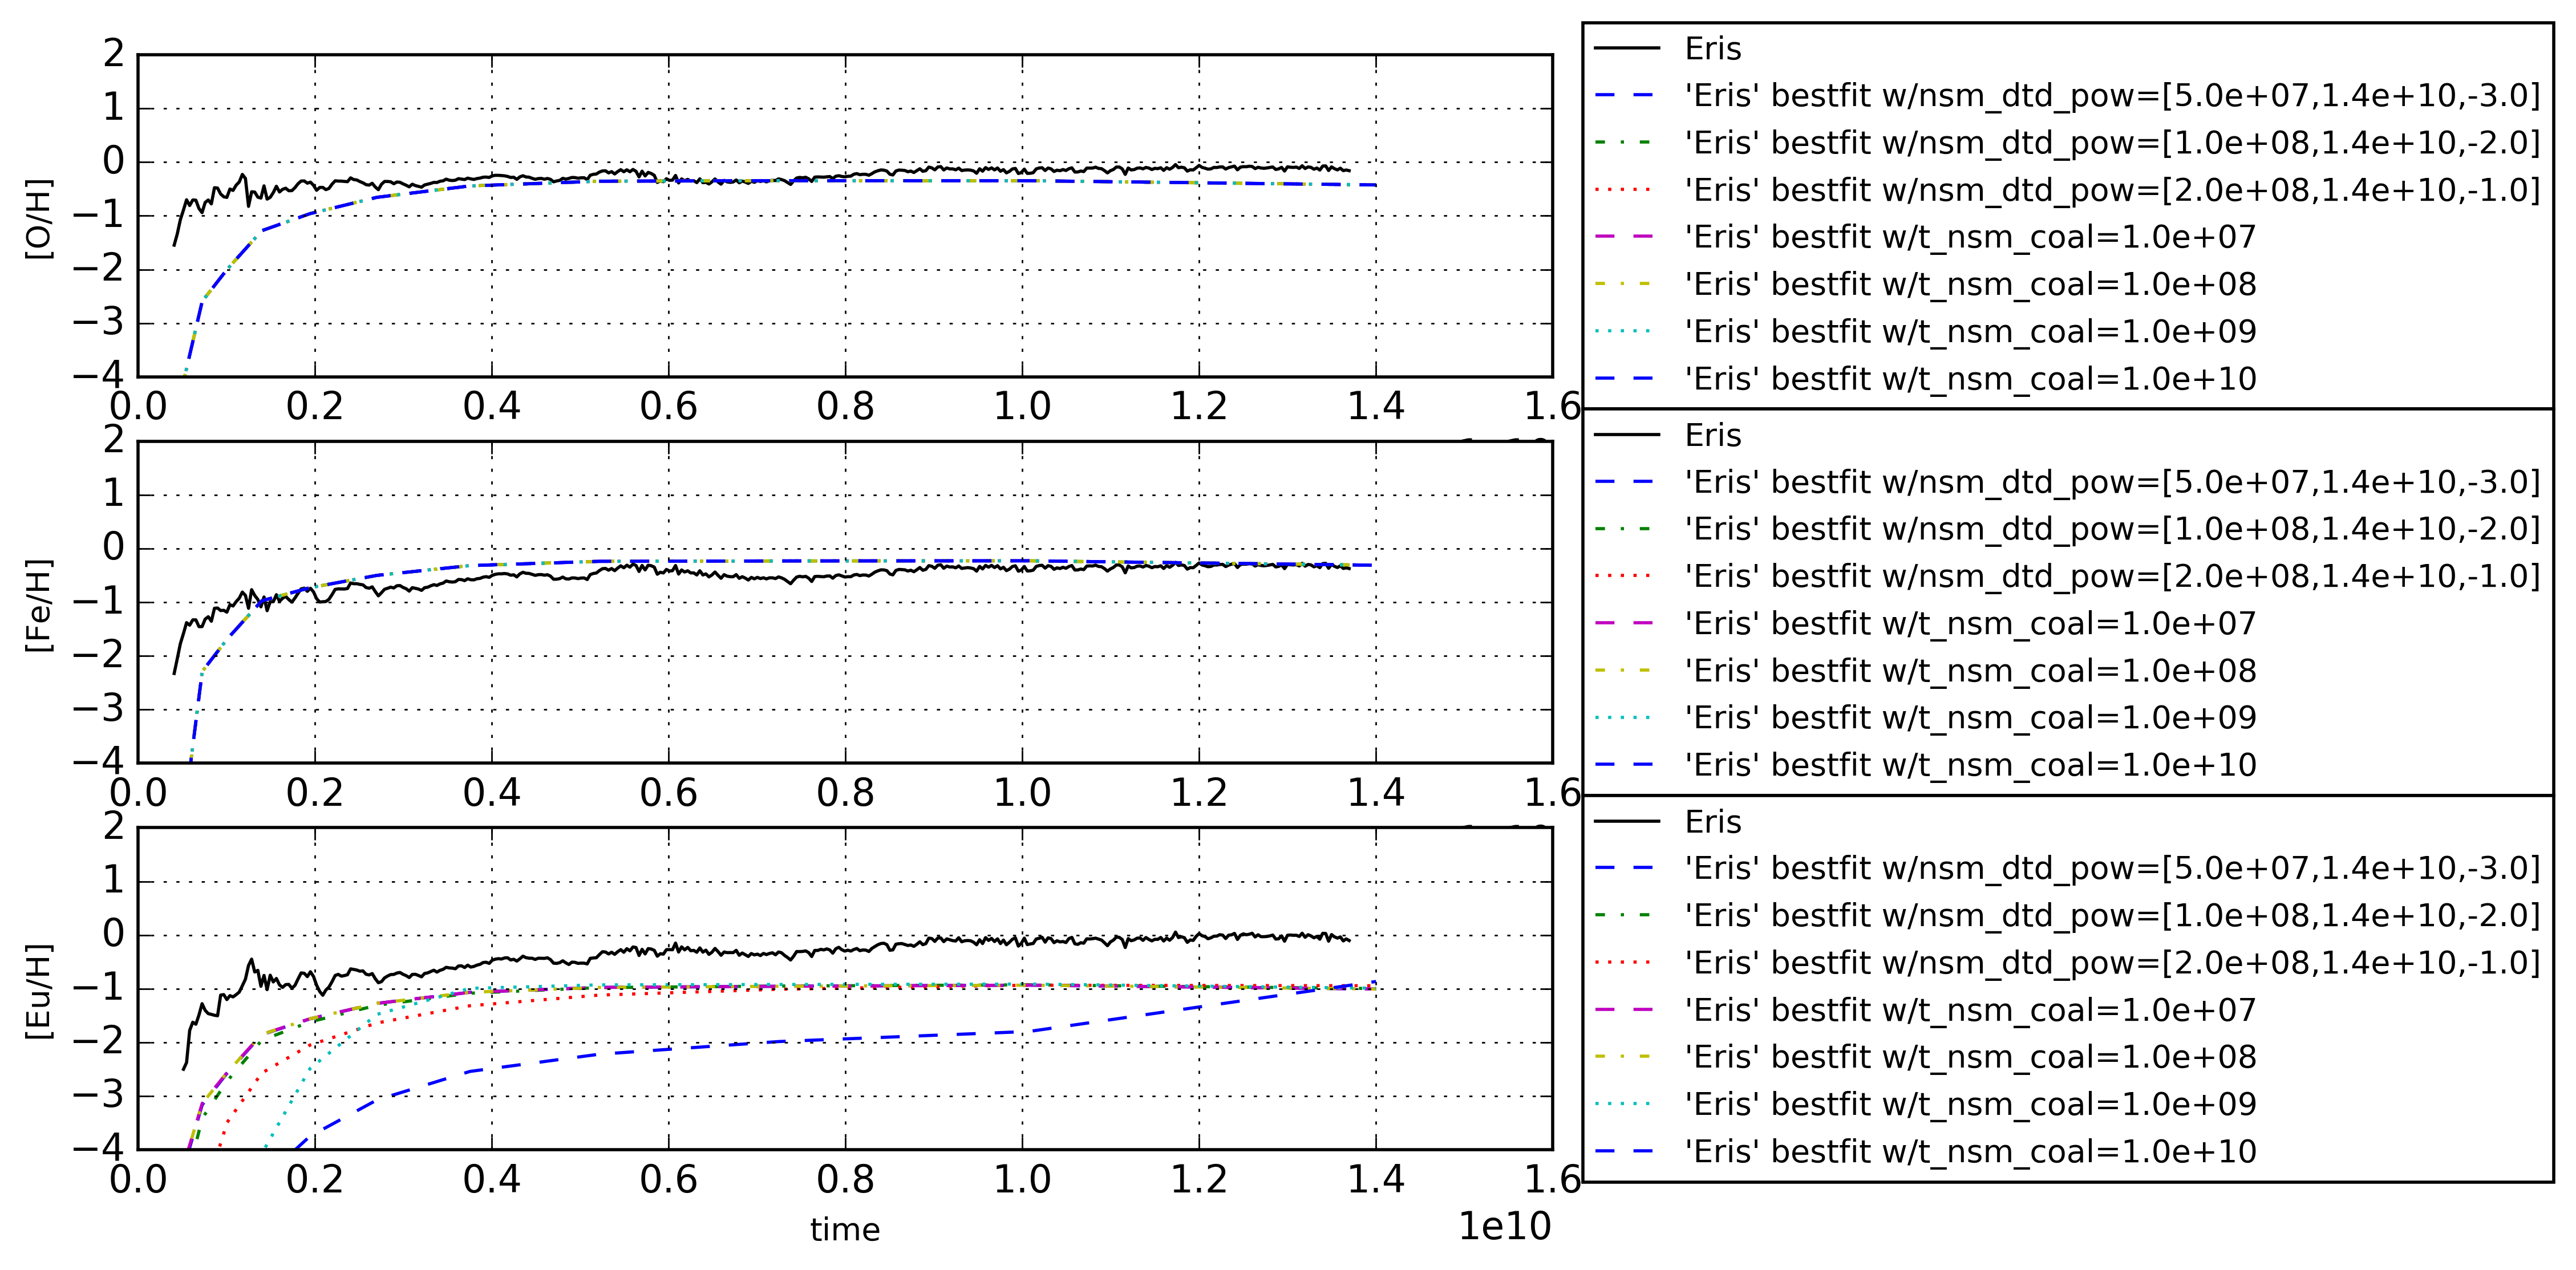 [O/H]
2
1
0
−1
−2
−3
−4
0.0 0.2 0.4 0.6 0.8 1.0 1.2 1.4 1.6
Eris
'Eris' bestfit w/nsm_dtd_pow=[5.0e+07,1.4e+10,-3.0]
'Eris' bestfit w/nsm_dtd_pow=[1.0e+08,1.4e+10,-2.0]
'Eris' bestfit w/nsm_dtd_pow=[2.0e+08,1.4e+10,-1.0]
'Eris' bestfit w/t_nsm_coal=1.0e+07
'Eris' bestfit w/t_nsm_coal=1.0e+08
'Eris' bestfit w/t_nsm_coal=1.0e+09
'Eris' bestfit w/t_nsm_coal=1.0e+10
[Fe/H]
2
1
0
−1
−2
−3
−4
0.0 0.2 0.4 0.6 0.8 1.0 1.2 1.4 1.6
Eris
'Eris' bestfit w/nsm_dtd_pow=[5.0e+07,1.4e+10,-3.0]
'Eris' bestfit w/nsm_dtd_pow=[1.0e+08,1.4e+10,-2.0]
'Eris' bestfit w/nsm_dtd_pow=[2.0e+08,1.4e+10,-1.0]
'Eris' bestfit w/t_nsm_coal=1.0e+07
'Eris' bestfit w/t_nsm_coal=1.0e+08
'Eris' bestfit w/t_nsm_coal=1.0e+09
'Eris' bestfit w/t_nsm_coal=1.0e+10
[Eu/H]
2
1
0
−1
−2
−3
−4
0.0 0.2 0.4 0.6 0.8 1.0 1.2 1.4 1.6
time
1e10
Eris
'Eris' bestfit w/nsm_dtd_pow=[5.0e+07,1.4e+10,-3.0]
'Eris' bestfit w/nsm_dtd_pow=[1.0e+08,1.4e+10,-2.0]
'Eris' bestfit w/nsm_dtd_pow=[2.0e+08,1.4e+10,-1.0]
'Eris' bestfit w/t_nsm_coal=1.0e+07
'Eris' bestfit w/t_nsm_coal=1.0e+08
'Eris' bestfit w/t_nsm_coal=1.0e+09
'Eris' bestfit w/t_nsm_coal=1.0e+10